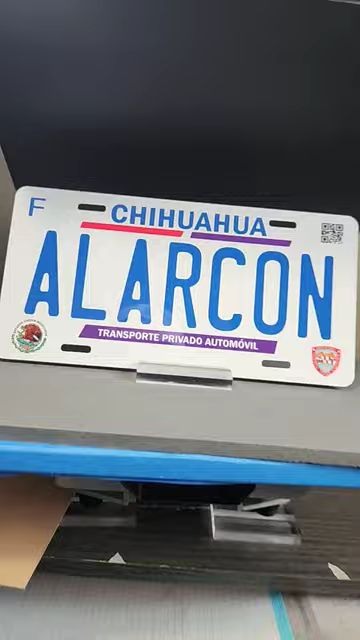 F
CHIHUAHUA
ALARCON
TRANSPORTE PRIVADO AUTOMÓVIL